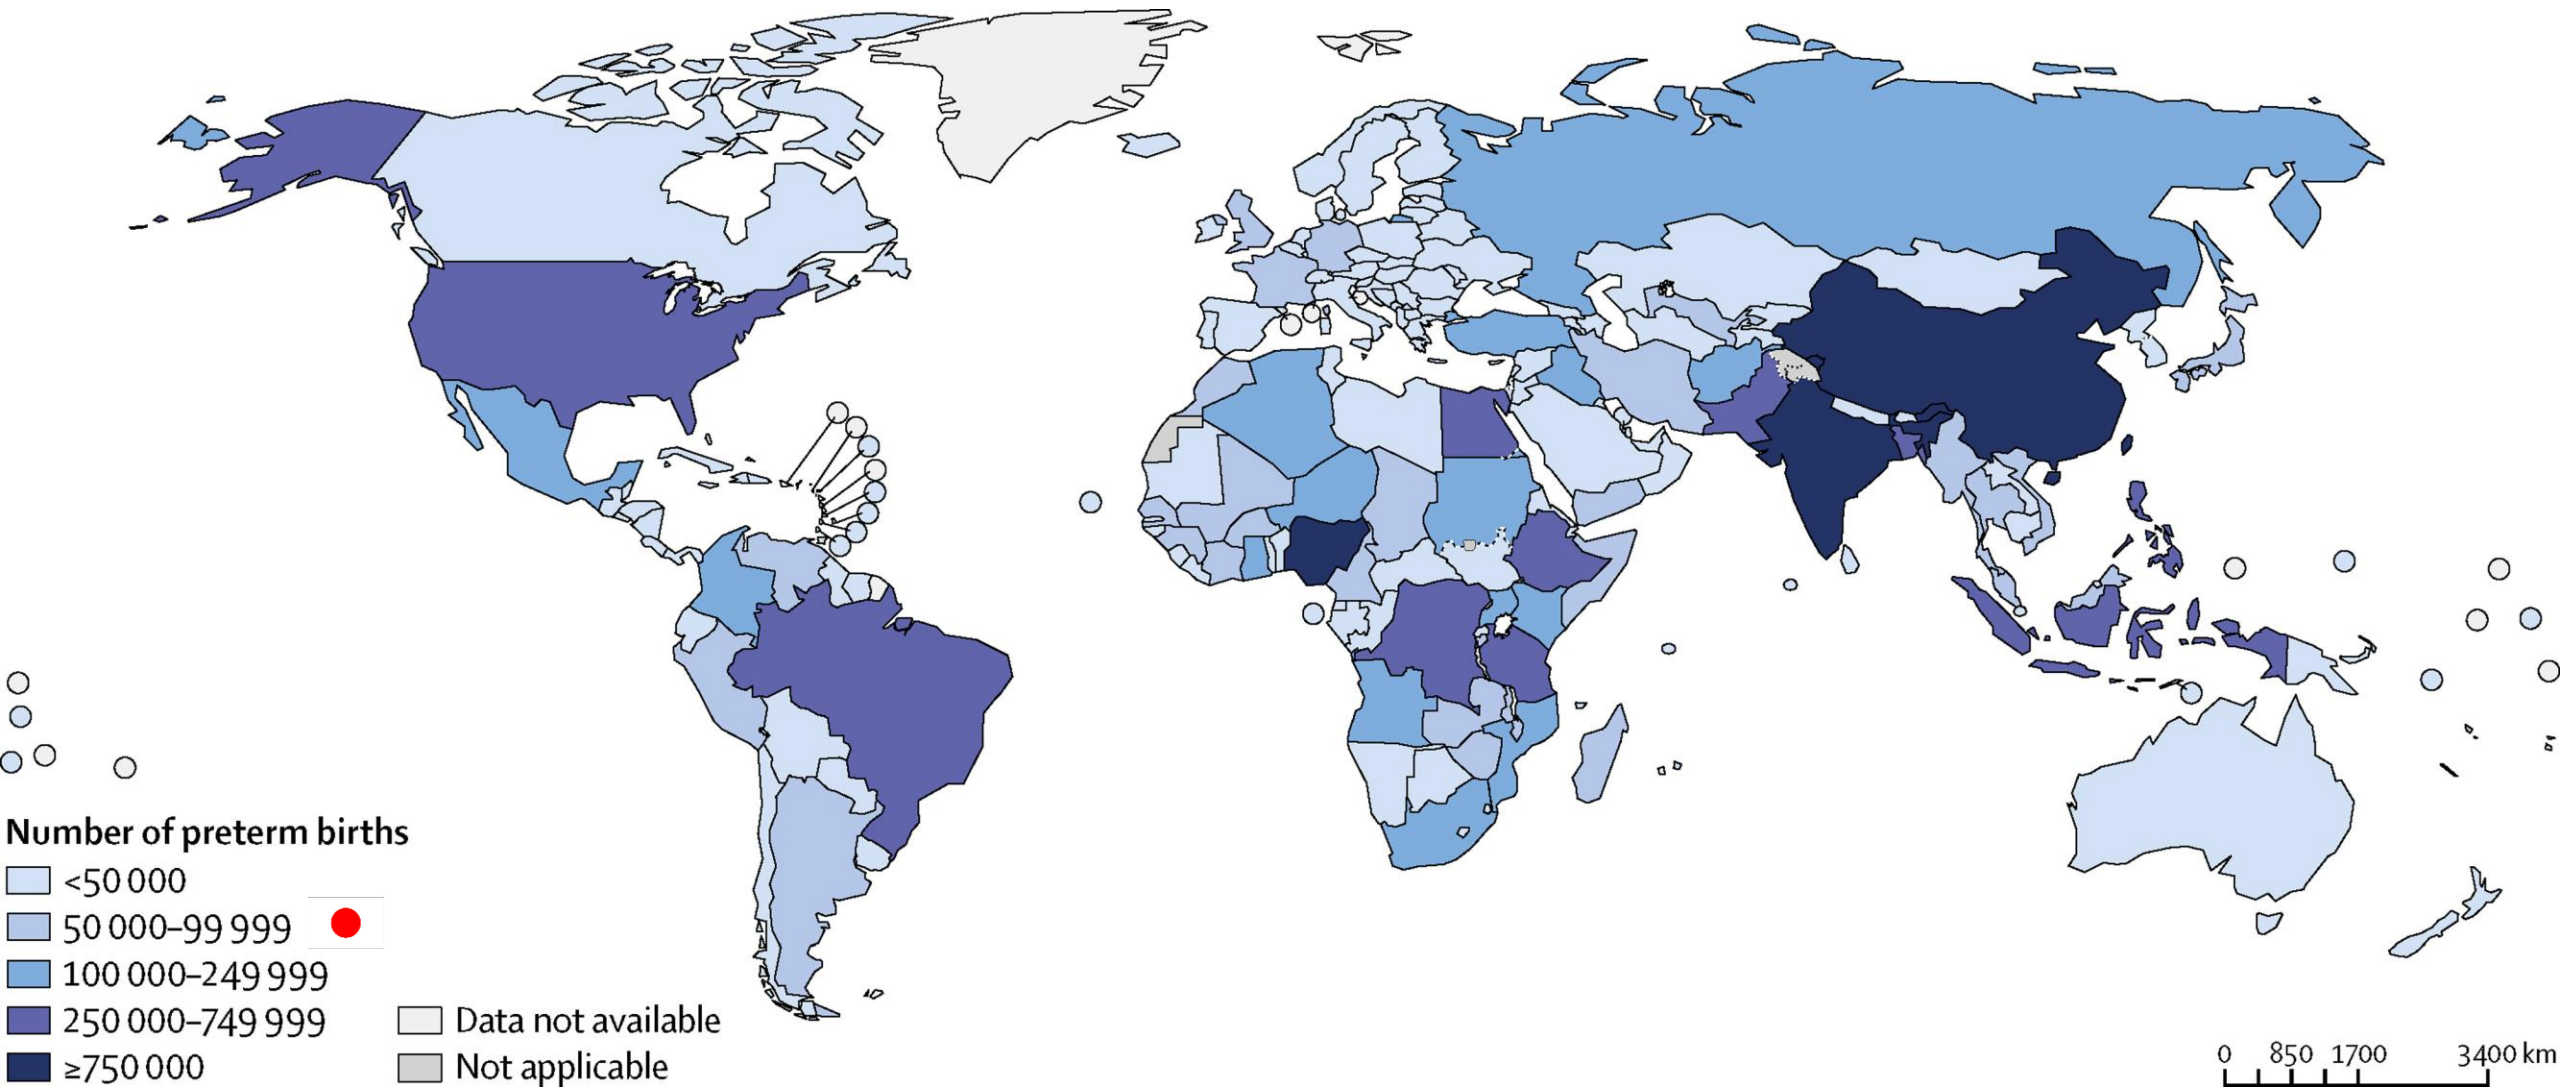 Number of preterm births
<50 000
50 000–99 999
100 000–249 999
250 000–749 999
≥750 000
Data not available
Not applicable
0 850 1700 3400 km